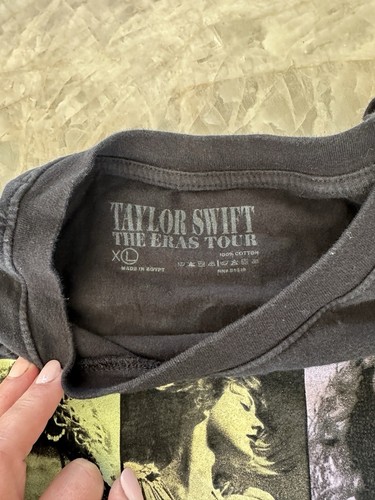 TAYLOR SWIFT
THE ERAS TOUR
XL 100% COTTON
MADE IN EGYPT